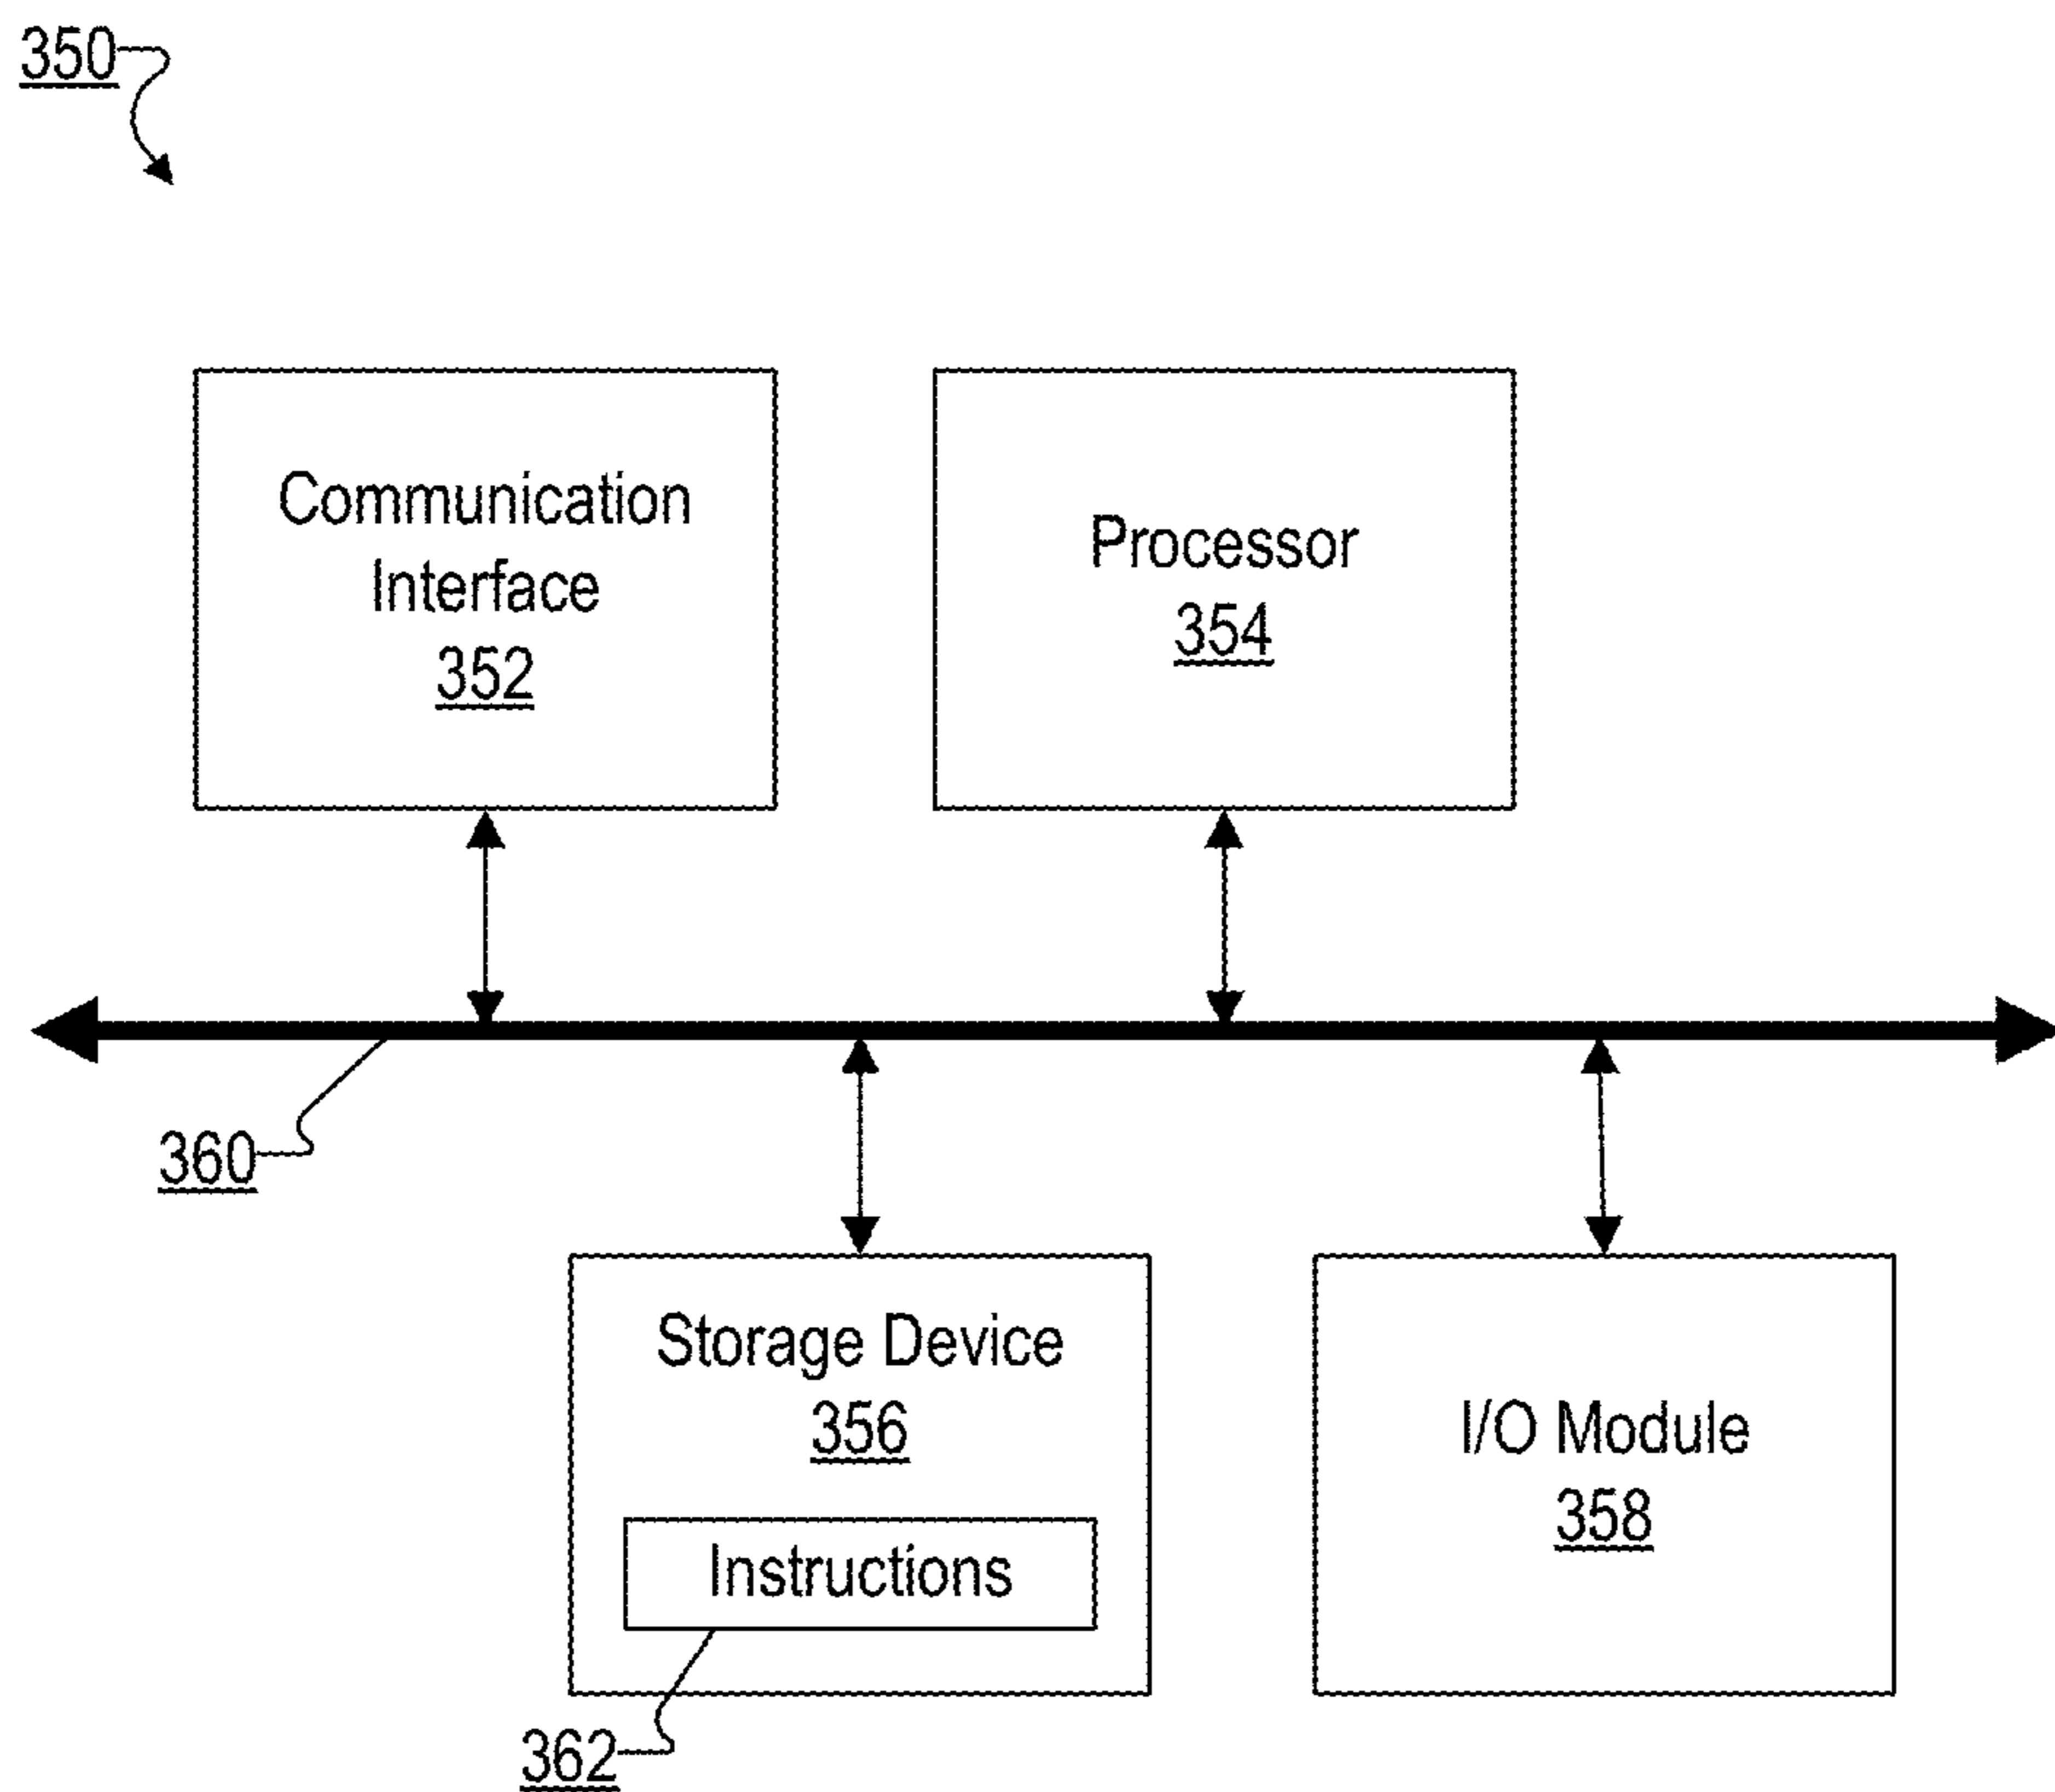 350
Communication
Interface
352
Processor
354
360
Storage Device
356
Instructions
362
I/O Module
358